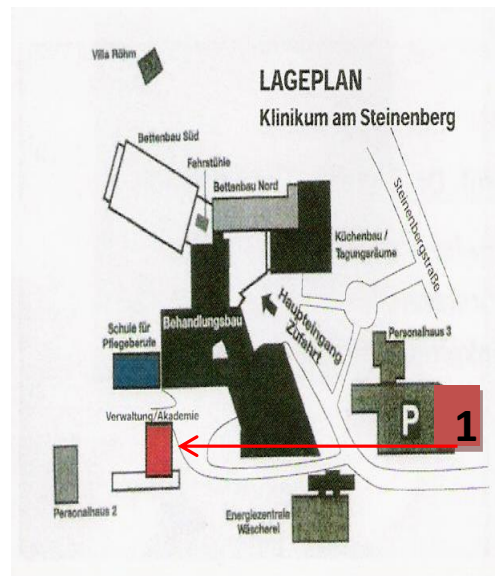 Villa Röhm
LAGEPLAN
Klinikum am Steinenberg
Bettenbau Süd
Fahrstühle
Bettenbau Nord
Steinenbergstraße
Küchenbau /
Tagungsräume
Haupteingang
Zufahrt
Behandlungsbau
Schule für
Pflegeberufe
Personalhaus 3
P
1
Verwaltung/Akademie
Personalhaus 2
Energiezentrale
Wäscherei